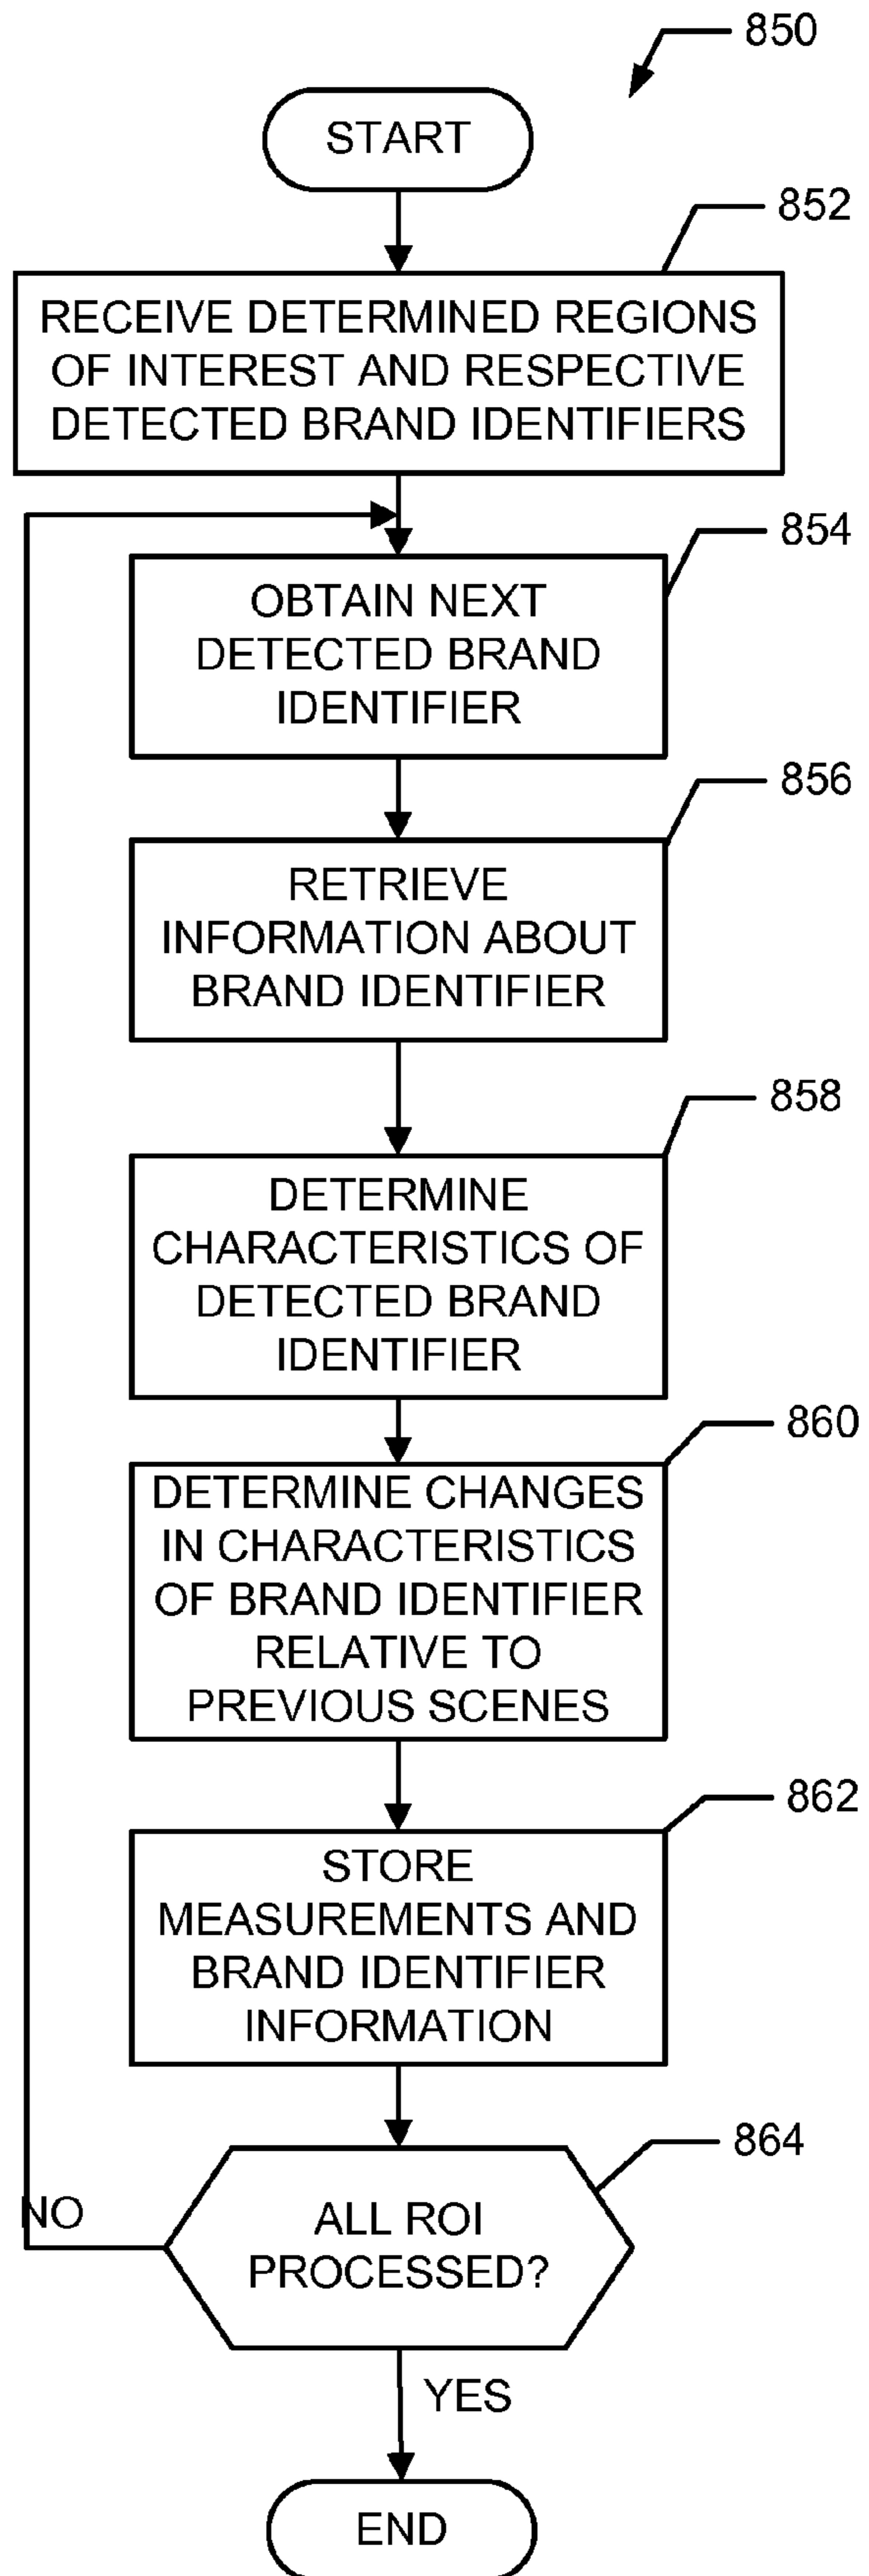 850
START
852
RECEIVE DETERMINED REGIONS
OF INTEREST AND RESPECTIVE
DETECTED BRAND IDENTIFIERS
854
OBTAIN NEXT
DETECTED BRAND
IDENTIFIER
856
RETRIEVE
INFORMATION ABOUT
BRAND IDENTIFIER
858
DETERMINE
CHARACTERISTICS OF
DETECTED BRAND
IDENTIFIER
860
DETERMINE CHANGES
IN CHARACTERISTICS
OF BRAND IDENTIFIER
RELATIVE TO
PREVIOUS SCENES
862
STORE
MEASUREMENTS AND
BRAND IDENTIFIER
INFORMATION
864
NO
ALL ROI
PROCESSED?
YES
END